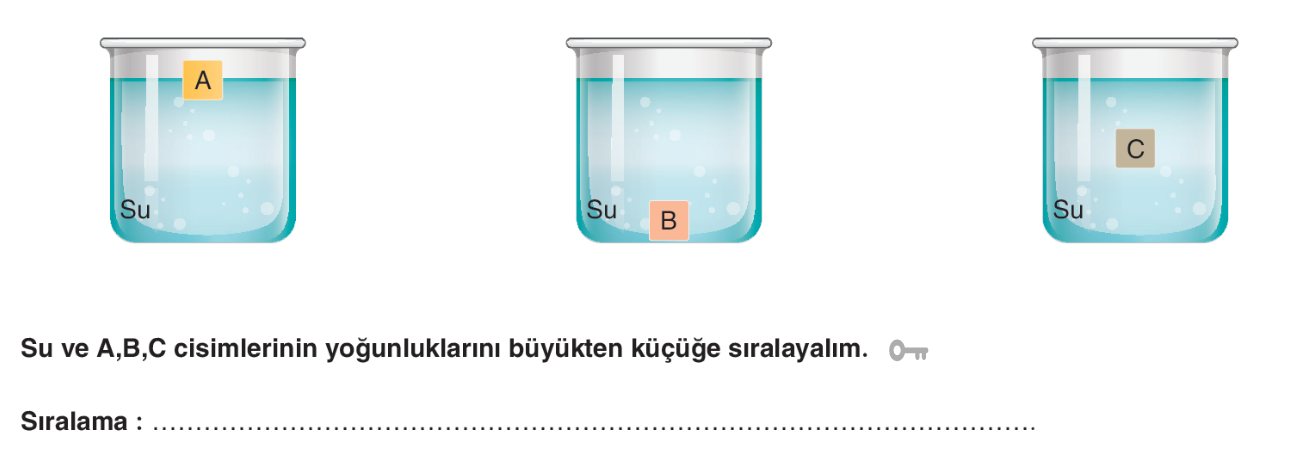 A
B
C
Su
Su
Su
Su ve A,B,C cisimlerinin yoğunluklarını büyükten küçüğe sıralayalım.
Sıralama : ……………………………………………………………………………………….